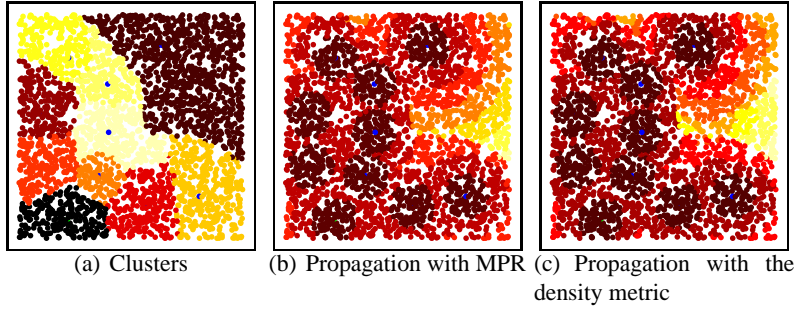 (a) Clusters
(b) Propagation with MPR
(c) Propagation with the
density metric